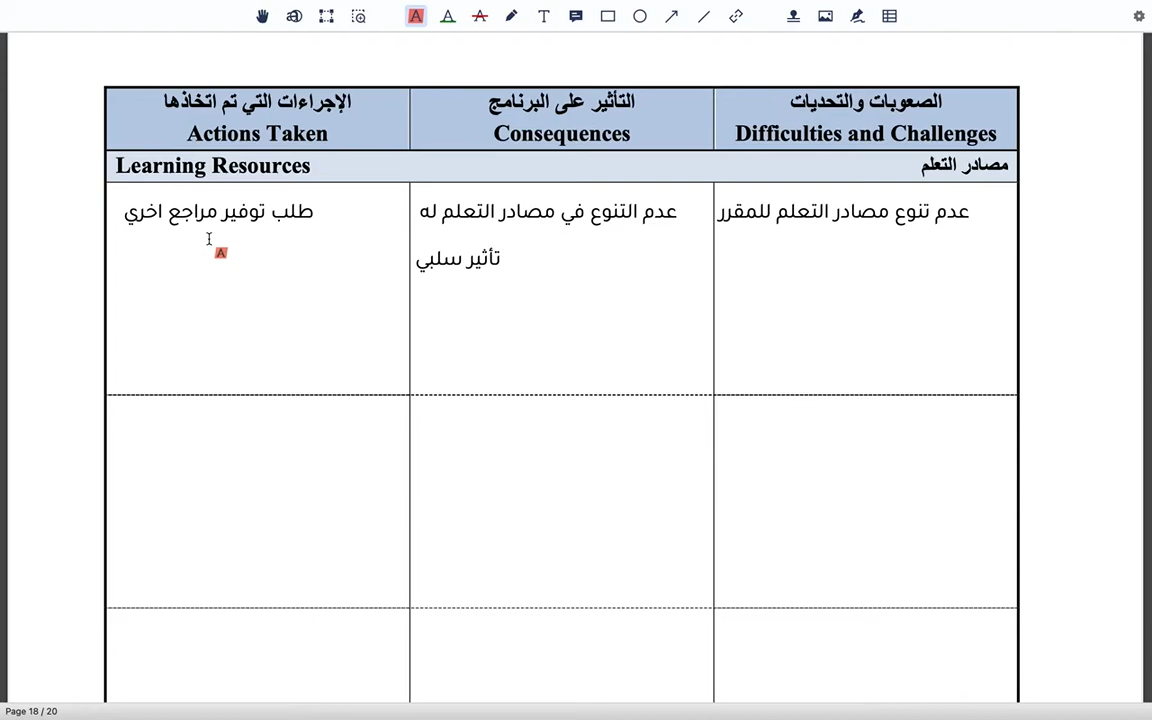 الصعوبات والتحديات
Difficulties and Challenges
التأثير على البرنامج
Consequences
الإجراءات التي تم اتخاذها
Actions Taken
مصادر التعلم
Learning Resources
عدم تنوع مصادر التعلم للمقرر
عدم التنوع في مصادر التعلم له
تأثير سلبي
طلب توفير مراجع اخري
Page 18 / 20